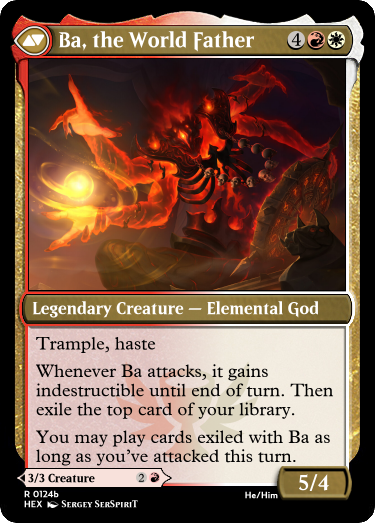 Ba, the World Father 4
Legendary Creature — Elemental God
Trample, haste
Whenever Ba attacks, it gains
indestructible until end of turn. Then
exile the top card of your library.
You may play cards exiled with Ba as
long as you've attacked this turn.
3/3 Creature 2
5/4
R 0124b
HEX Sergey SerSpiriT
He/Him